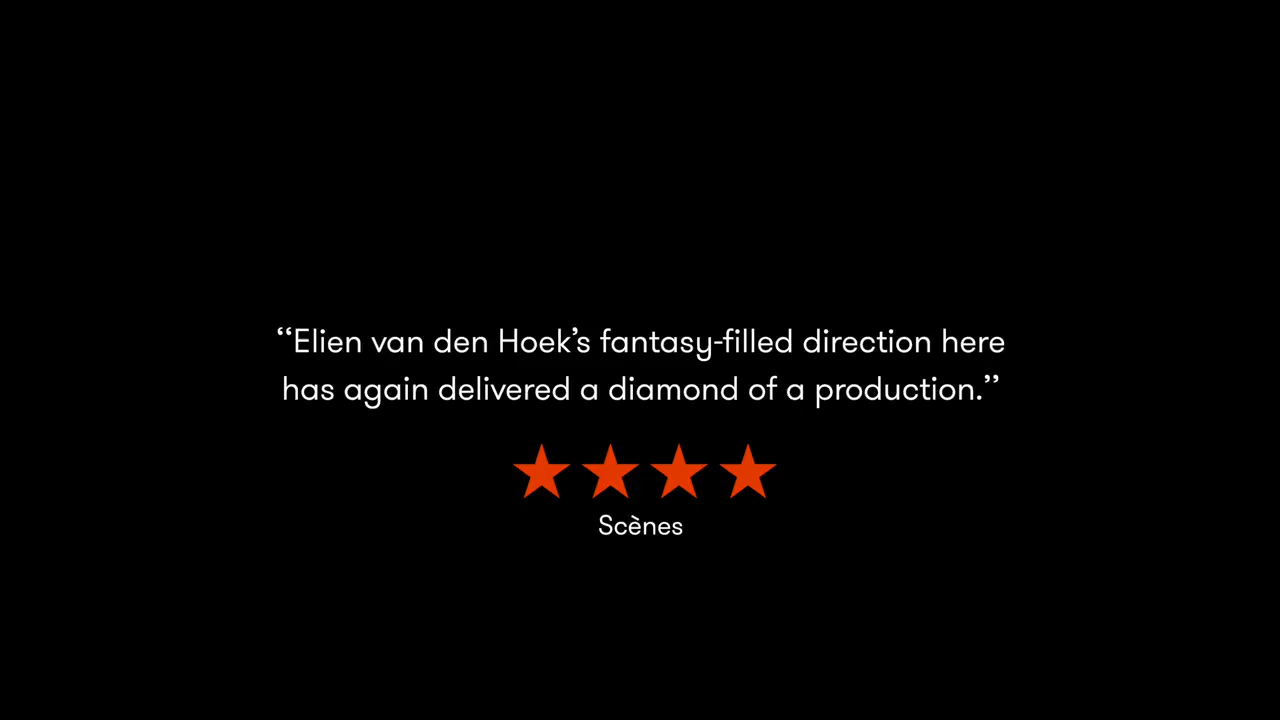 “Elien van den Hoek’s fantasy-filled direction here
has again delivered a diamond of a production.”
Scènes